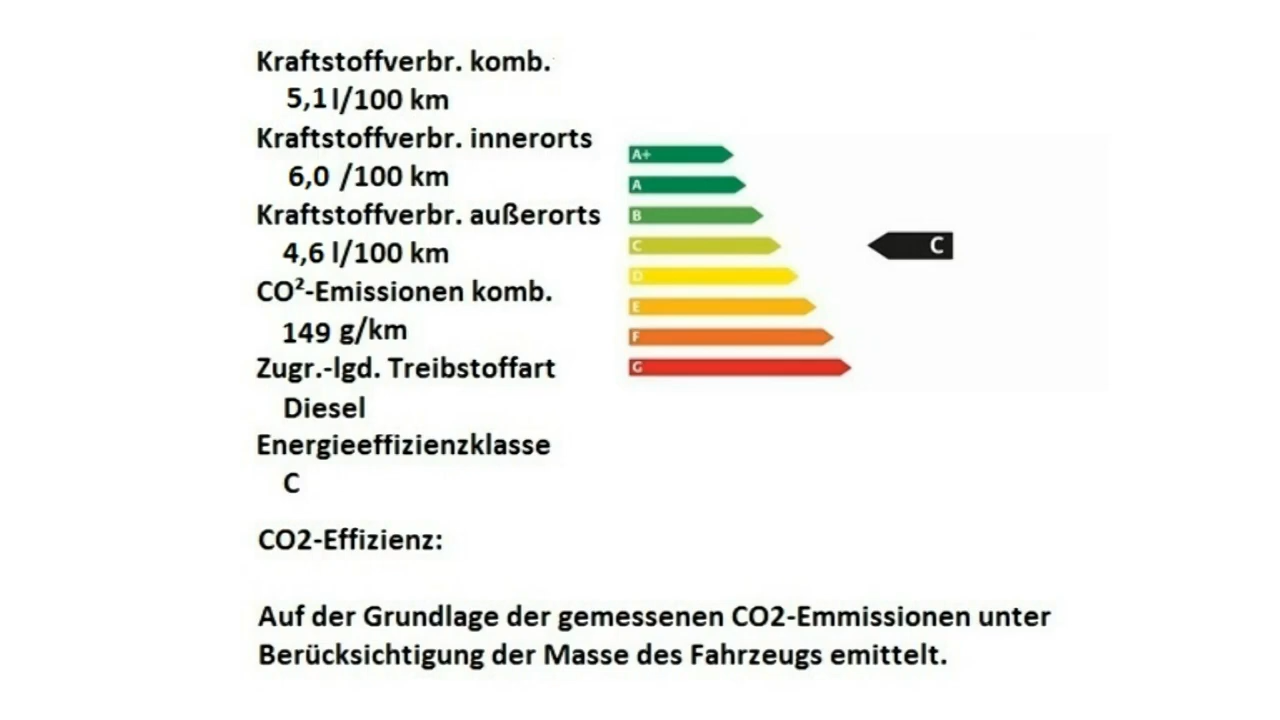 Kraftstoffverbr. komb.
5,1 l/100 km
Kraftstoffverbr. innerorts
6,0 /100 km
Kraftstoffverbr. außerorts
4,6 l/100 km
CO²-Emissionen komb.
149 g/km
Zugr.-lgd. Treibstoffart
Diesel
Energieeffizienzklasse
C
A+
A
B
C
C
D
E
F
G
CO2-Effizienz:
Auf der Grundlage der gemessenen CO2-Emmissionen unter
Berücksichtigung der Masse des Fahrzeugs emittelt.